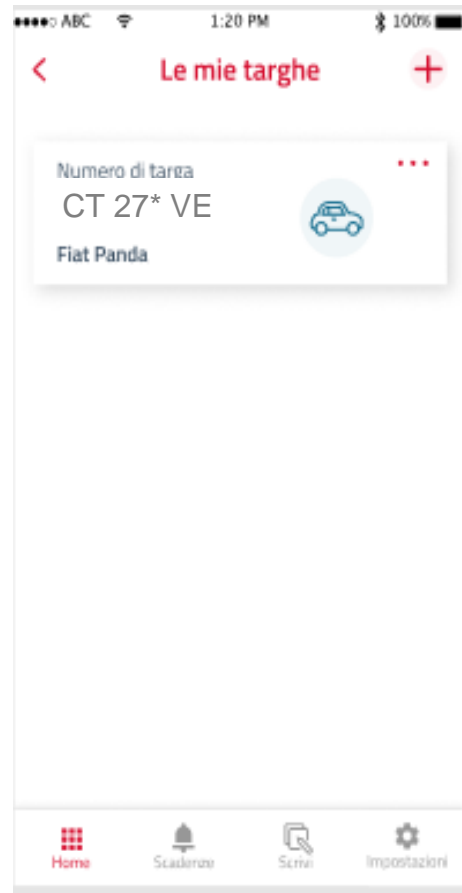 ABC 1:20 PM 100%
Le mie targhe
Numero di targa
CT 27* VE
Fiat Panda
Home Scadenze Scrivi Impostazioni